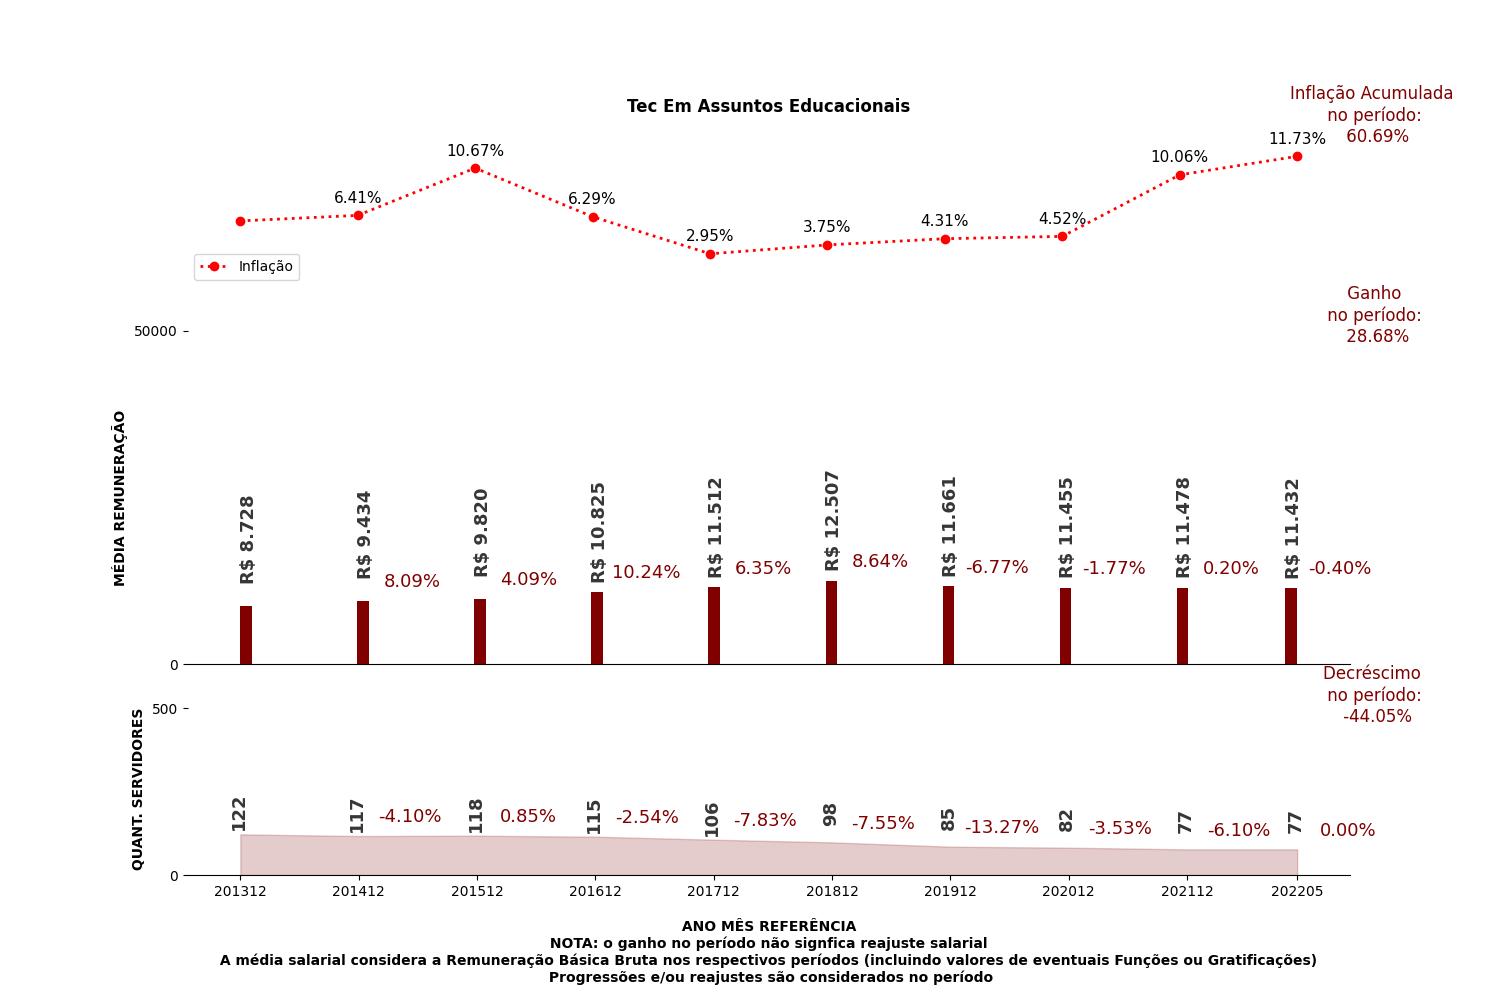 Tec Em Assuntos Educacionais
Inflação Acumulada
no período:
60.69%
6.41%
10.67%
6.29%
2.95%
3.75%
4.31%
4.52%
10.06%
11.73%
Inflação
Ganho
no período:
28.68%
50000
0
MÉDIA REMUNERAÇÃO
R$ 8.728
R$ 9.434
R$ 9.820
R$ 10.825
R$ 11.512
R$ 12.507
R$ 11.661
R$ 11.455
R$ 11.478
R$ 11.432
8.09%
4.09%
10.24%
6.35%
8.64%
-6.77%
-1.77%
0.20%
-0.40%
Decréscimo
no período:
-44.05%
500
0
QUANT. SERVIDORES
122
117
118
115
106
98
85
82
77
77
-4.10%
0.85%
-2.54%
-7.83%
-7.55%
-13.27%
-3.53%
-6.10%
0.00%
201312
201412
201512
201612
201712
201812
201912
202012
202112
202205
ANO MÊS REFERÊNCIA
NOTA: o ganho no período não signfica reajuste salarial
A média salarial considera a Remuneração Básica Bruta nos respectivos períodos (incluindo valores de eventuais Funções ou Gratificações)
Progressões e/ou reajustes são considerados no período